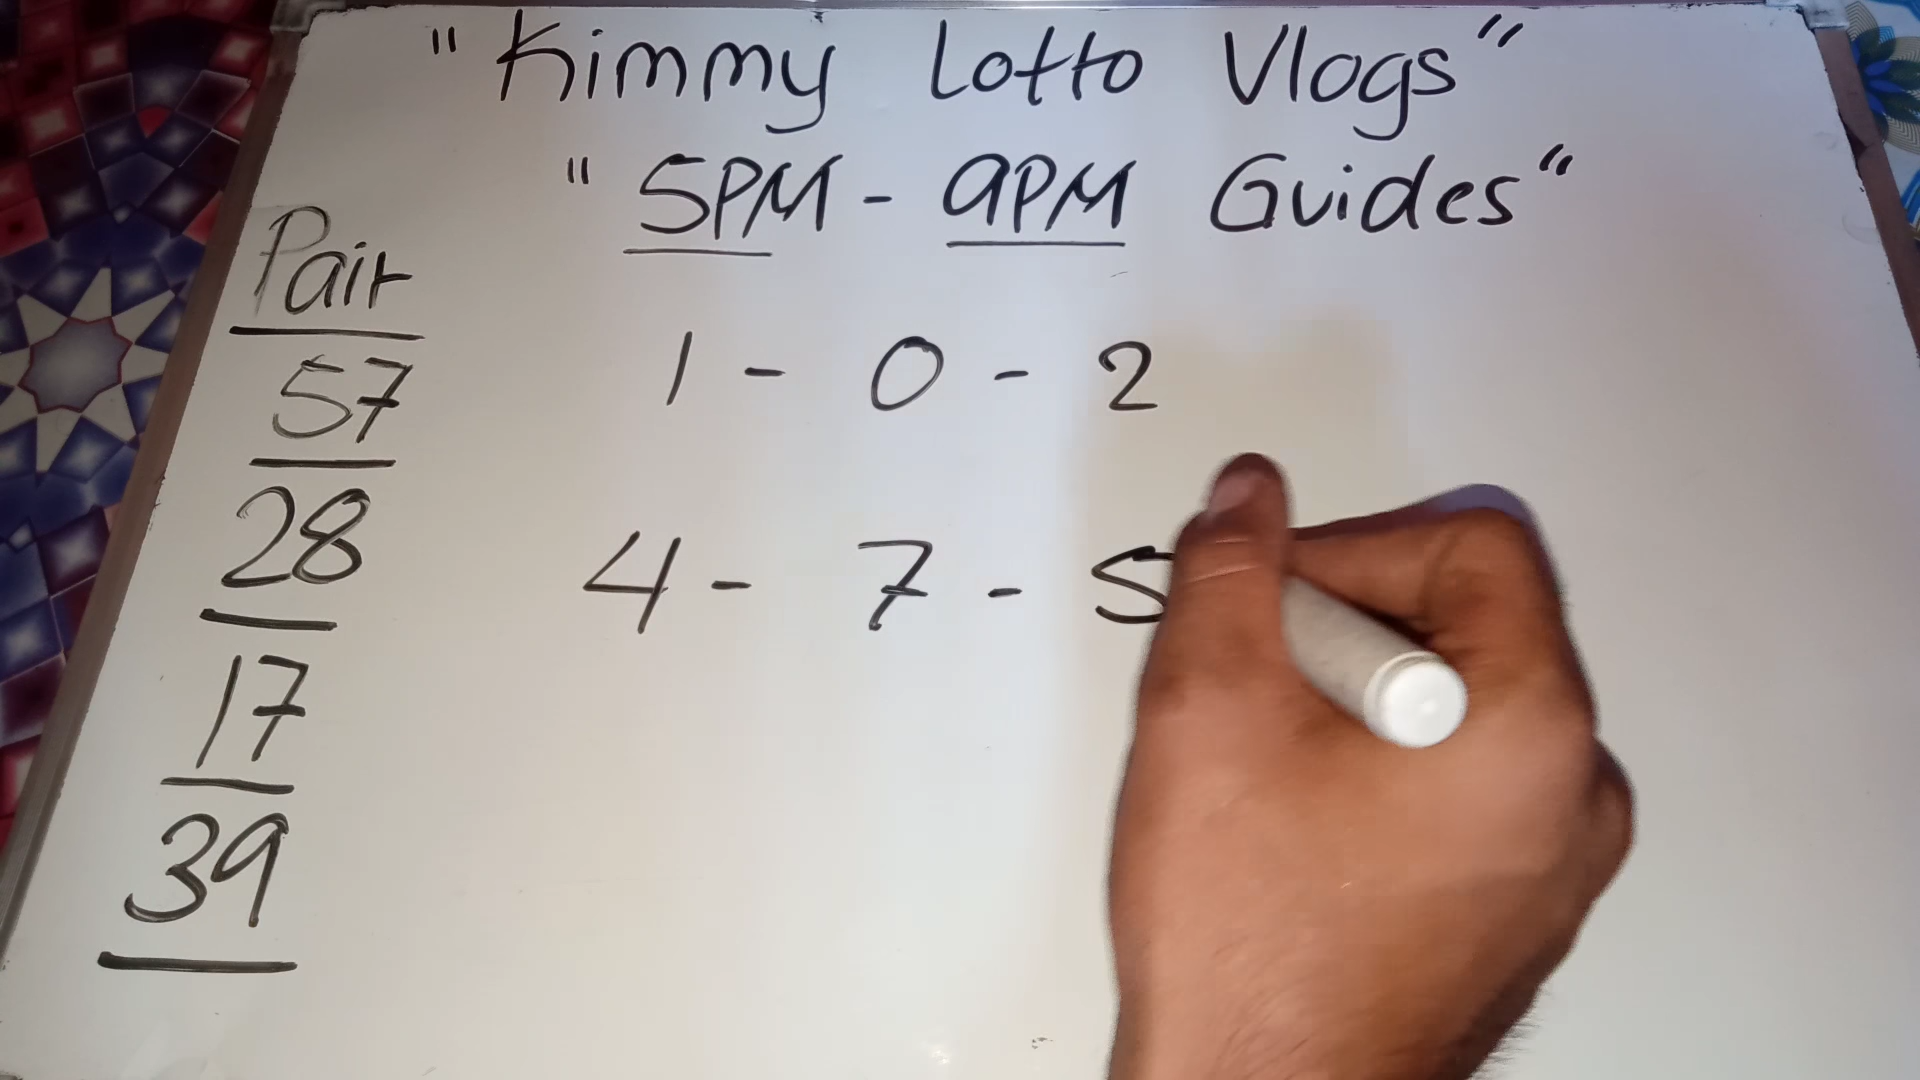 "Kimmy Lotto Vlogs"
"5PM - 9PM Guides"
Pair
57
28
17
39
1 - 0 - 2
4 - 7 - 5